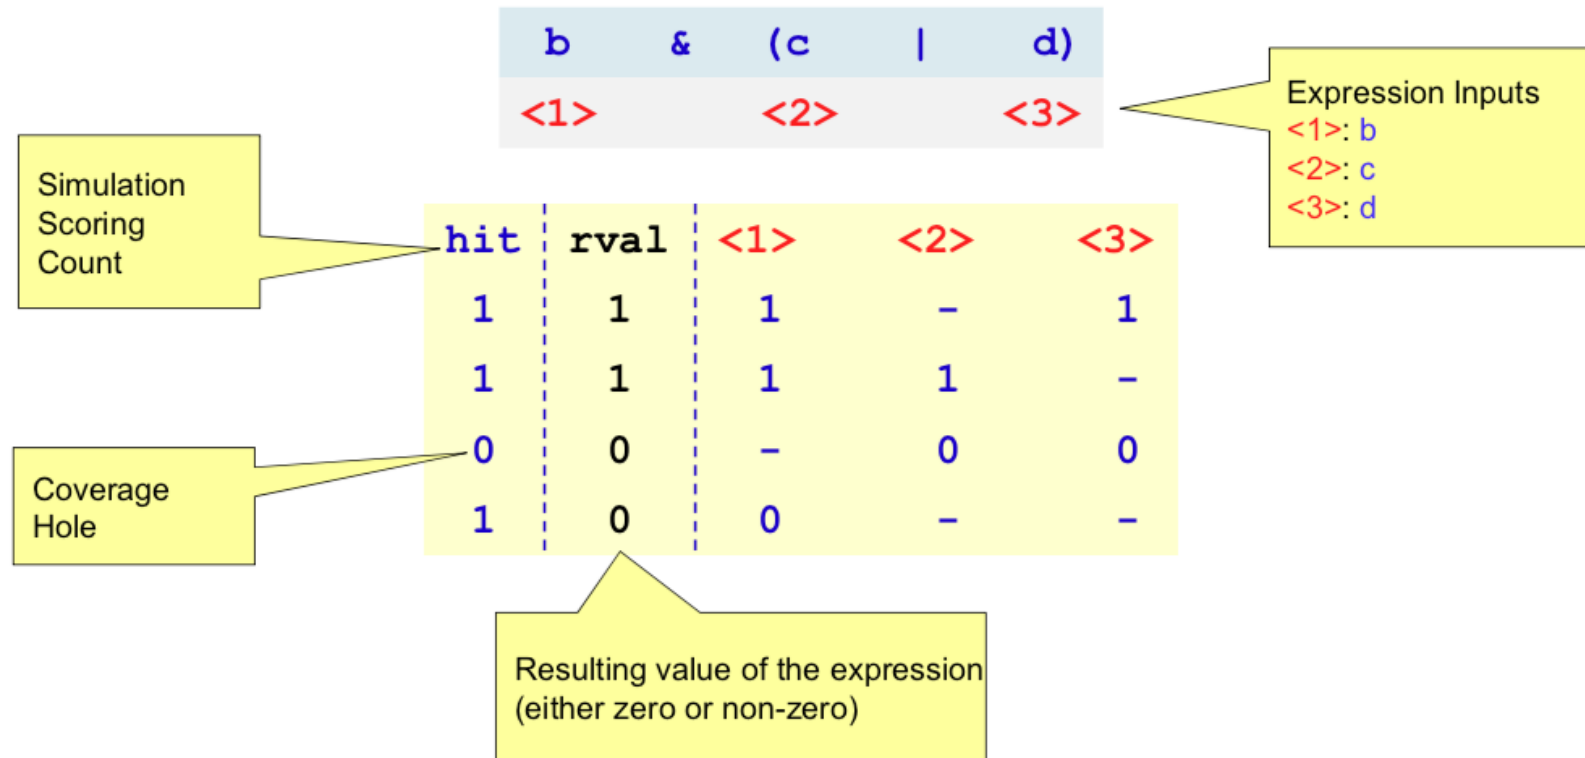 b & (c | d)
<1> <2> <3>
Expression Inputs
<1>: b
<2>: c
<3>: d
Simulation
Scoring
Count
hit rval <1> <2> <3>
1 1 1 - 1
1 1 1 1 -
0 0 - 0 0
1 0 0 - -
Coverage
Hole
Resulting value of the expression
(either zero or non-zero)